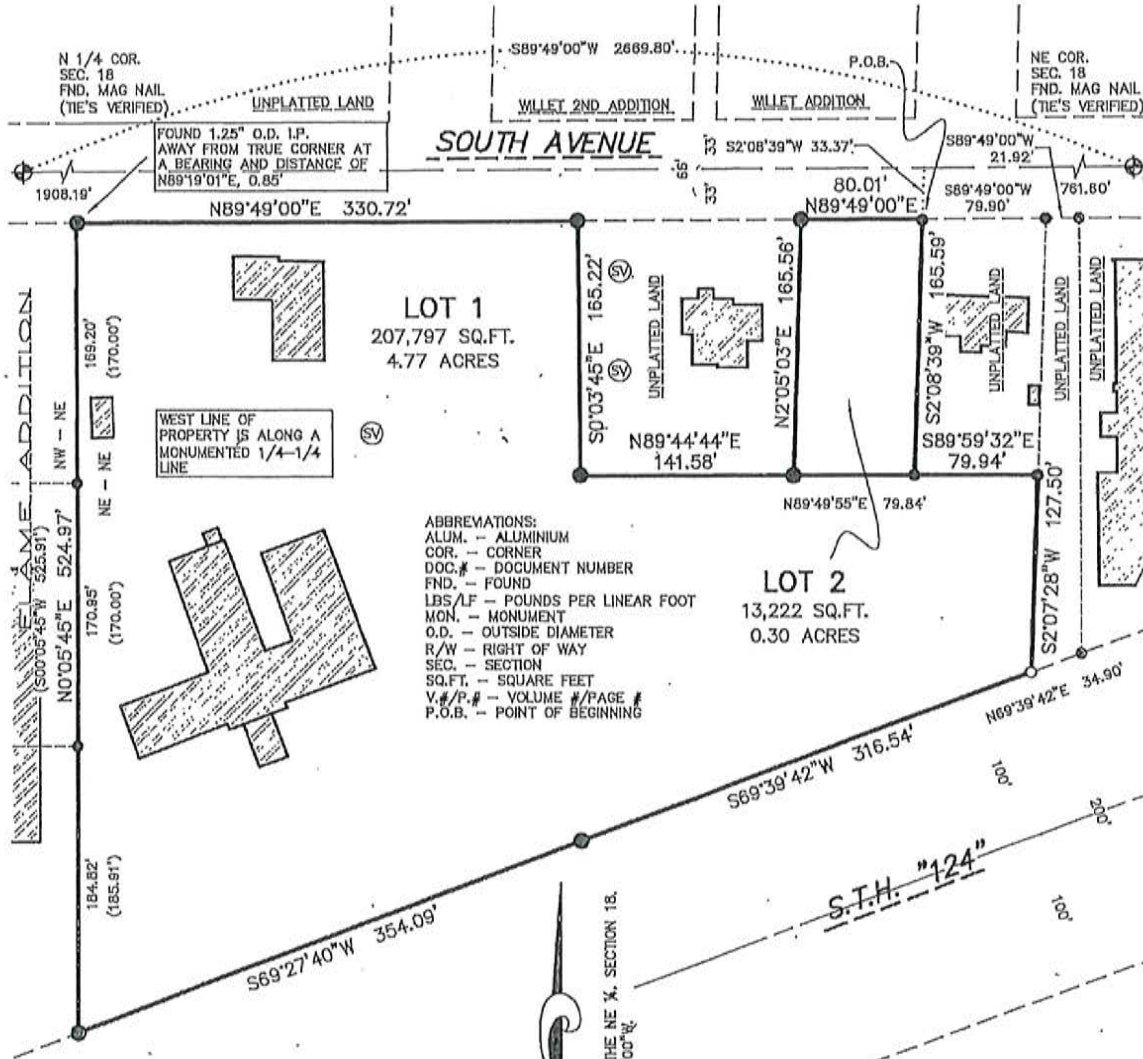 N 1/4 COR.
SEC. 18
FND. MAG NAIL
(TIE'S VERIFIED)
UNPLATTED LAND
S89°49'00"W 2669.80'
WILLET 2ND ADDITION
WILLET ADDITION
P.O.B.
NE COR.
SEC. 18
FND. MAG NAIL
(TIE'S VERIFIED)
FOUND 1.25" O.D. I.P.
AWAY FROM TRUE CORNER AT
A BEARING AND DISTANCE OF
N89°19'01"E, 0.85'
SOUTH AVENUE
66'
33'
33'
S2°08'39"W 33.37'
S89°49'00"W
21.92'
1908.19'
761.60'
N89°49'00"E 330.72'
80.01'
N89°49'00"E
S89°49'00"W
79.90'
LOT 1
207,797 SQ.FT.
4.77 ACRES
S0°03'45"E 165.22'
SV
SV
UNPLATTED LAND
N2°05'03"E 165.56'
S2°08'39"W 165.59'
UNPLATTED LAND
UNPLATTED LAND
UNPLATTED LAND
ELAME ADDITION
169.20'
(170.00')
NW - NE
NE - NE
WEST LINE OF
PROPERTY IS ALONG A
MONUMENTED 1/4-1/4
LINE
SV
N89°44'44"E
141.58'
S89°59'32"E
79.94'
N89°49'55"E 79.84'
(S00°05'45"W 525.91')
N0°05'45"E 524.97'
170.95'
(170.00')
ABBREVIATIONS:
ALUM. - ALUMINIUM
COR. - CORNER
DOC.# - DOCUMENT NUMBER
FND. - FOUND
LBS/LF - POUNDS PER LINEAR FOOT
MON. - MONUMENT
O.D. - OUTSIDE DIAMETER
R/W - RIGHT OF WAY
SEC. - SECTION
SQ.FT. - SQUARE FEET
V.#/P.# - VOLUME #/PAGE #
P.O.B. - POINT OF BEGINNING
LOT 2
13,222 SQ.FT.
0.30 ACRES
S2°07'28"W 127.50'
N69°39'42"E 34.90'
S69°39'42"W 316.54'
100'
200'
100'
S.T.H. "124"
184.82'
(185.91')
S69°27'40"W 354.09'
THE NE ¼, SECTION 18.
00"W.